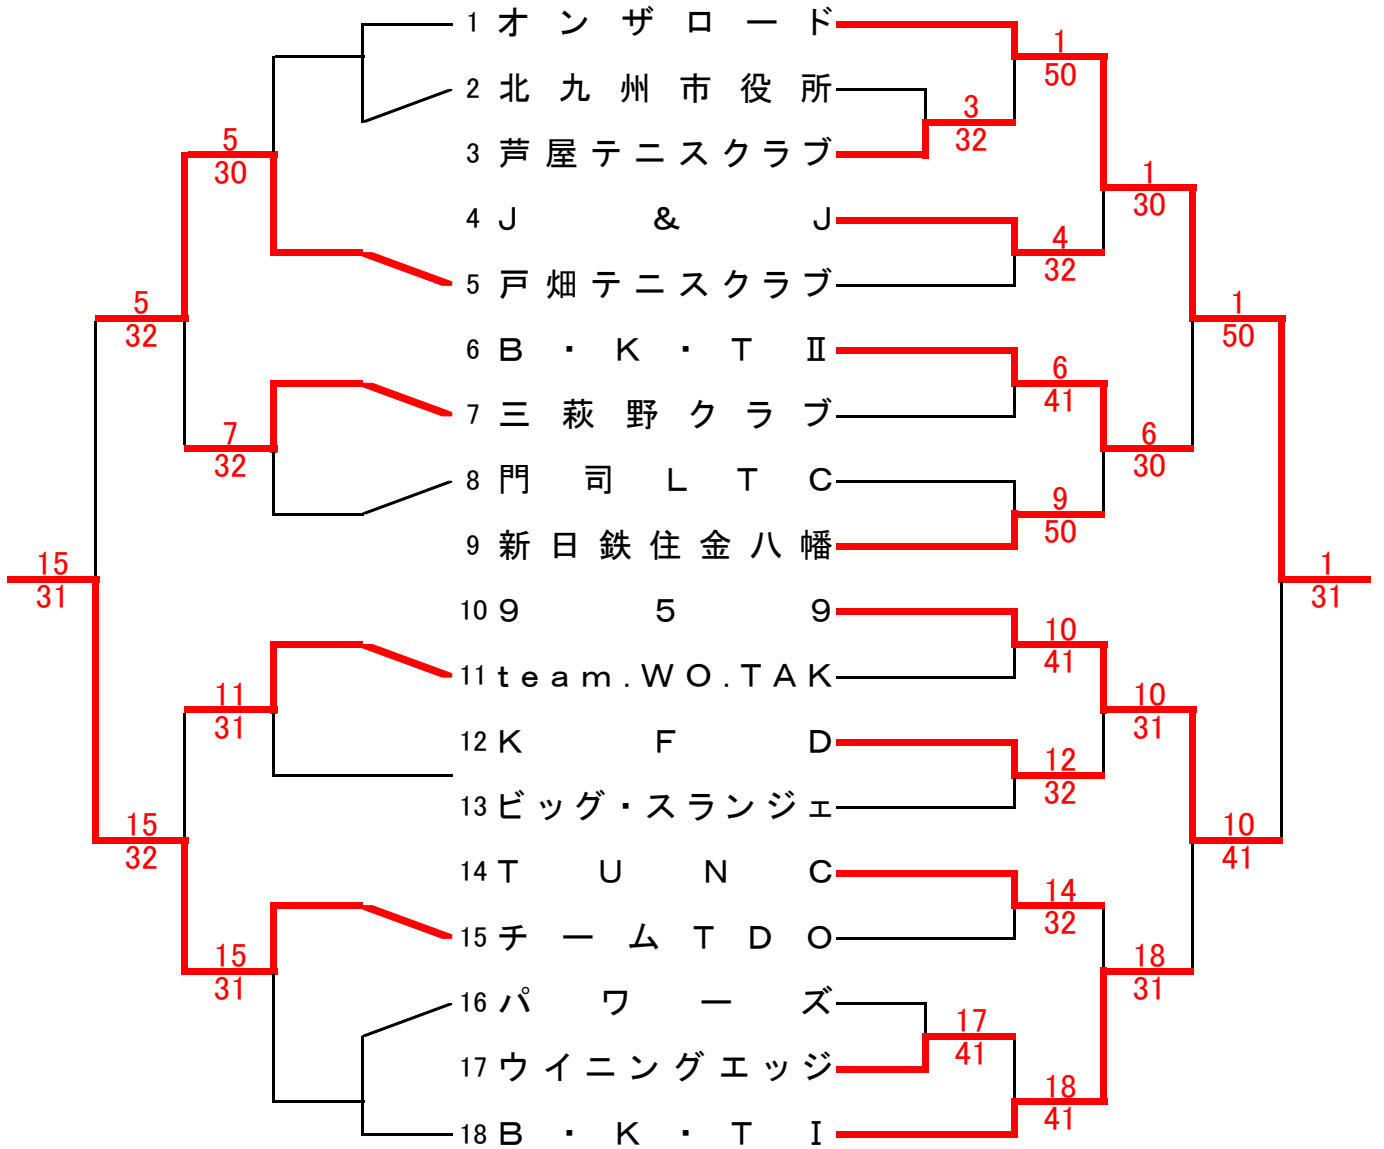 1 オンザロード
1
50
2 北九州市役所
3
32
3 芦屋テニスクラブ
5
30
1
30
4 J & J
4
32
5 戸畑テニスクラブ
5
32
1
50
6 B・K・T Ⅱ
6
41
7 三萩野クラブ
7
32
6
30
8 門司LTC
9
50
9 新日鉄住金八幡
15
31
1
31
10 959
10
41
11 team.WO.TAK
11
31
10
31
12 KFD
12
32
13 ビッグ・スランジェ
15
32
10
41
14 TUNC
14
32
15 チームTDO
15
31
18
31
16 パワーズ
17
41
17 ウイニングエッジ
18
41
18 B・K・T I